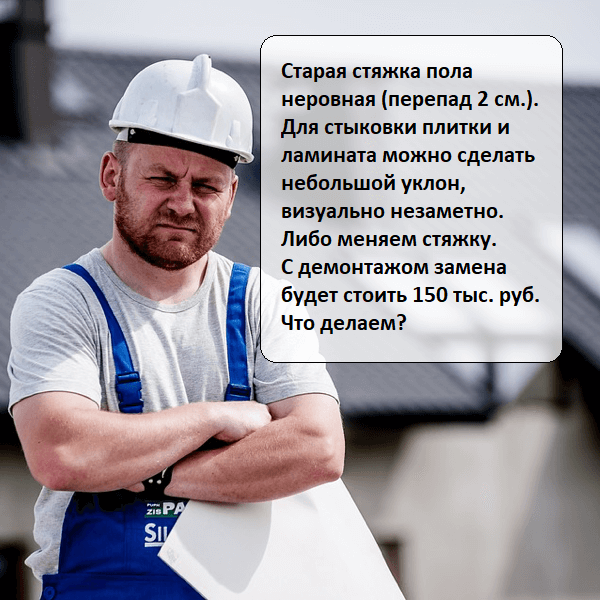 Старая стяжка пола
неровная (перепад 2 см.).
Для стыковки плитки и
ламината можно сделать
небольшой уклон,
визуально незаметно.
Либо меняем стяжку.
С демонтажом замена
будет стоить 150 тыс. руб.
Что делаем?